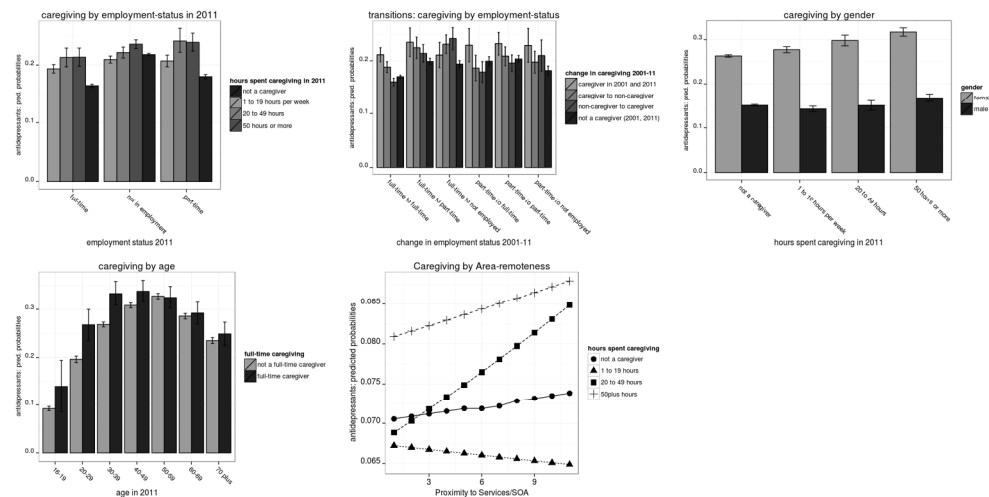 caregiving by employment-status in 2011
antidepressants: pred. probabilities
0.2
0.1
0.0
full-time
not in employment
part-time
employment status 2011
hours spent caregiving in 2011
not a caregiver
1 to 19 hours per week
20 to 49 hours
50 hours or more
transitions: caregiving by employment-status
antidepressants: pred. probabilities
0.2
0.1
0.0
full-time to full-time
full-time to part-time
full-time to not employed
part-time to full-time
part-time to part-time
part-time to not employed
change in employment status 2001-11
change in caregiving 2001-11
caregiver in 2001 and 2011
caregiver to non-caregiver
non-caregiver to caregiver
not a caregiver (2001, 2011)
caregiving by gender
antidepressants: pred. probabilities
0.3
0.2
0.1
0.0
not a caregiver
1 to 19 hours per week
20 to 49 hours
50 hours or more
hours spent caregiving in 2011
gender
male
caregiving by age
antidepressants: pred. probabilities
0.3
0.2
0.1
0.0
16-19
20-29
30-39
40-49
50-59
60-69
70 plus
age in 2011
full-time caregiving
not a full-time caregiver
full-time caregiver
Caregiving by Area-remoteness
antidepressants: predicted probabilities
0.085
0.080
0.075
0.070
0.065
3
6
9
Proximity to Services/SOA
hours spent caregiving
not a caregiver
1 to 19 hours
20 to 49 hours
50plus hours